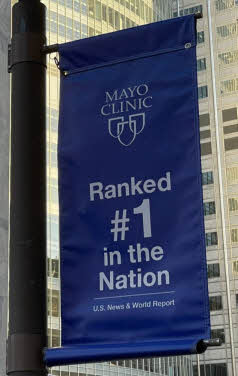 MAYO
CLINIC
Ranked
#1
in the
Nation
U.S. News & World Report